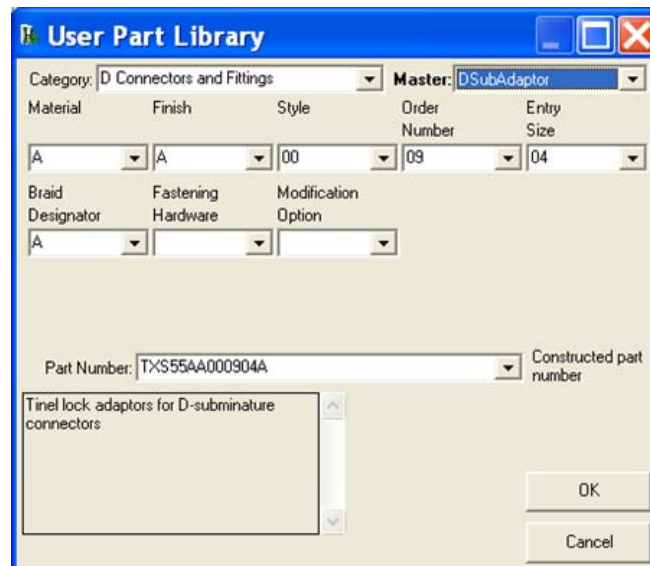 User Part Library
Category: D Connectors and Fittings Master: DSubAdaptor
Material Finish Style Order Number Entry Size
A A 00 09 04
Braid Designator Fastening Hardware Modification Option
A
Part Number: TXS55AA000904A Constructed part number
Tinel lock adaptors for D-subminature
connectors
OK
Cancel